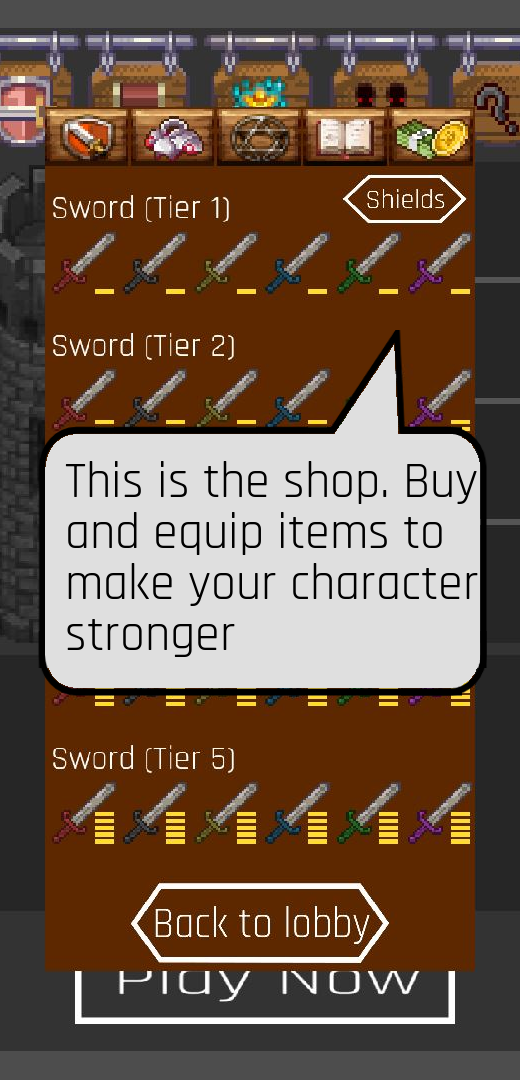 Sword (Tier 1)
Shields
Sword (Tier 2)
This is the shop. Buy
and equip items to
make your character
stronger
Sword (Tier 5)
Back to lobby
Play Now